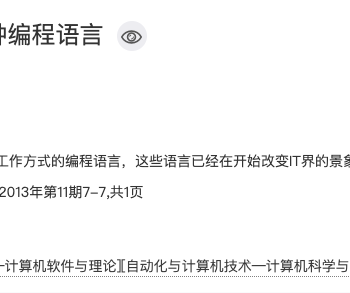 种编程语言
工作方式的编程语言，这些语言已经在开始改变IT界的景象
2013年第11期7-7,共1页
—计算机软件与理论][自动化与计算机技术—计算机科学与